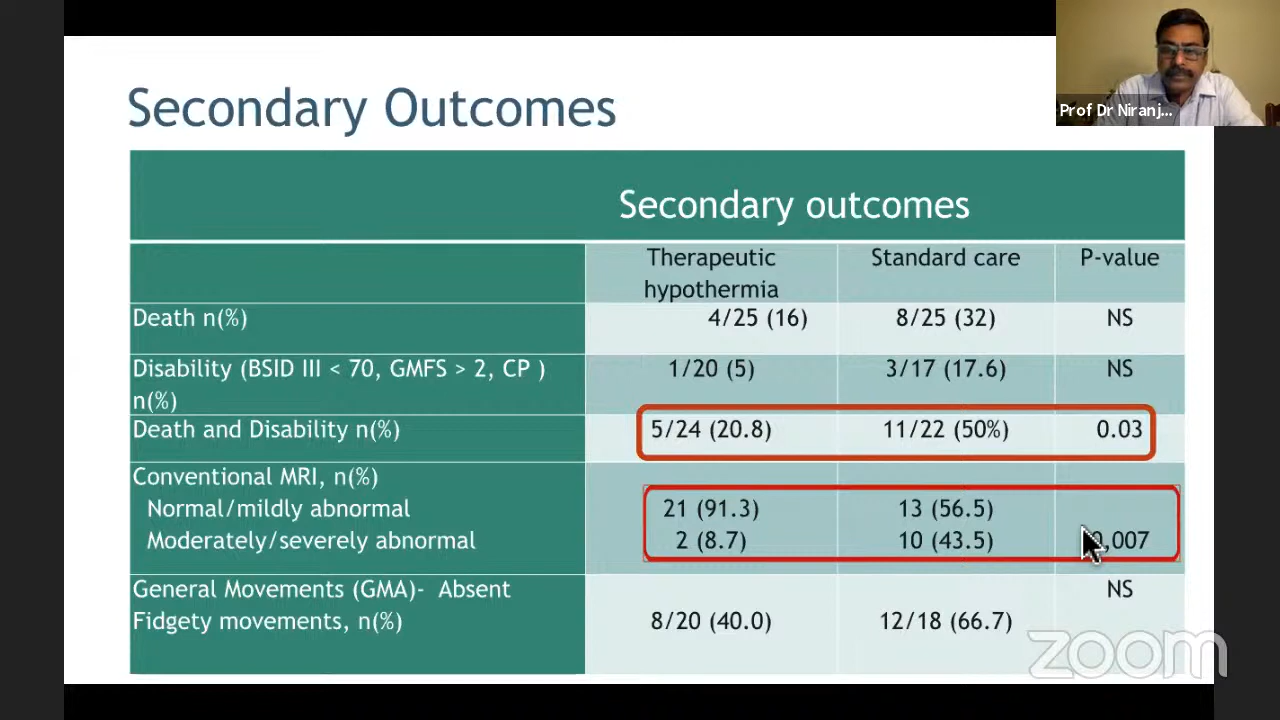 Prof Dr Niranj...
Secondary Outcomes
Secondary outcomes
Therapeutic hypothermia Standard care P-value
Death n(%) 4/25 (16) 8/25 (32) NS
Disability (BSID III < 70, GMFS > 2, CP ) n(%) 1/20 (5) 3/17 (17.6) NS
Death and Disability n(%) 5/24 (20.8) 11/22 (50%) 0.03
Conventional MRI, n(%)
Normal/mildly abnormal 21 (91.3) 13 (56.5)
Moderately/severely abnormal 2 (8.7) 10 (43.5) ,007
General Movements (GMA)- Absent NS
Fidgety movements, n(%) 8/20 (40.0) 12/18 (66.7)
zoom